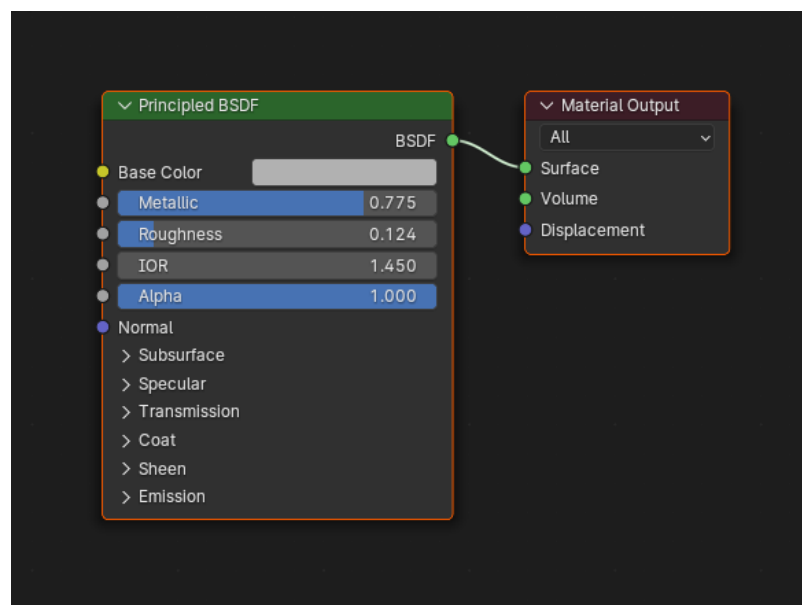 Principled BSDF
BSDF
Base Color
Metallic 0.775
Roughness 0.124
IOR 1.450
Alpha 1.000
Normal
Subsurface
Specular
Transmission
Coat
Sheen
Emission
Material Output
All
Surface
Volume
Displacement